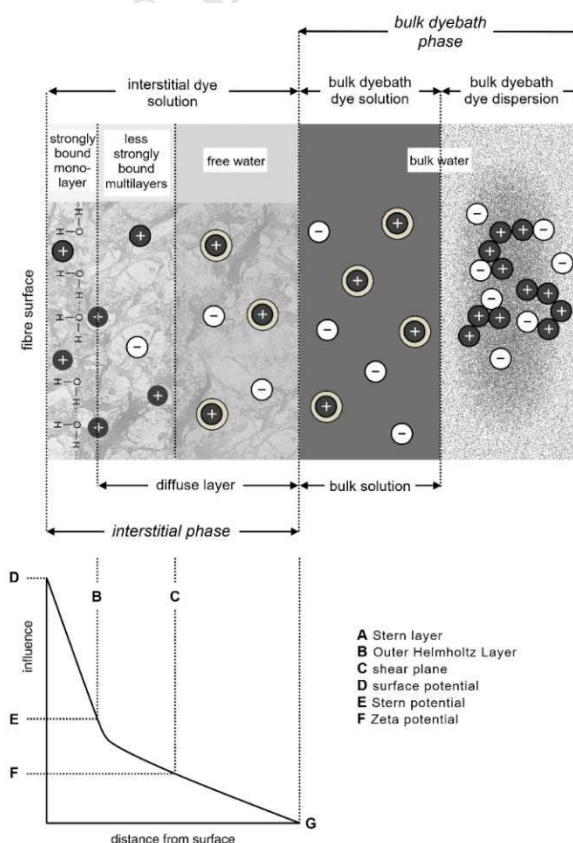 bulk dyebath
phase
interstitial dye
solution
bulk dyebath
dye solution
bulk dyebath
dye dispersion
strongly
bound
mono-
layer
less
strongly
bound
multilayers
free water
bulk water
fibre surface
H
O
H
H
O
H
H
O
H
H
O
H
H
O
H
+
+
+
+
+
−
+
+
−
+
−
+
−
+
+
−
+
−
+
−
−
+
+
−
−
+
−
+
+
+
+
−
+
+
+
−
+
−
diffuse layer
bulk solution
interstitial phase
D
B
C
influence
E
F
G
distance from surface
A Stern layer
B Outer Helmholtz Layer
C shear plane
D surface potential
E Stern potential
F Zeta potential